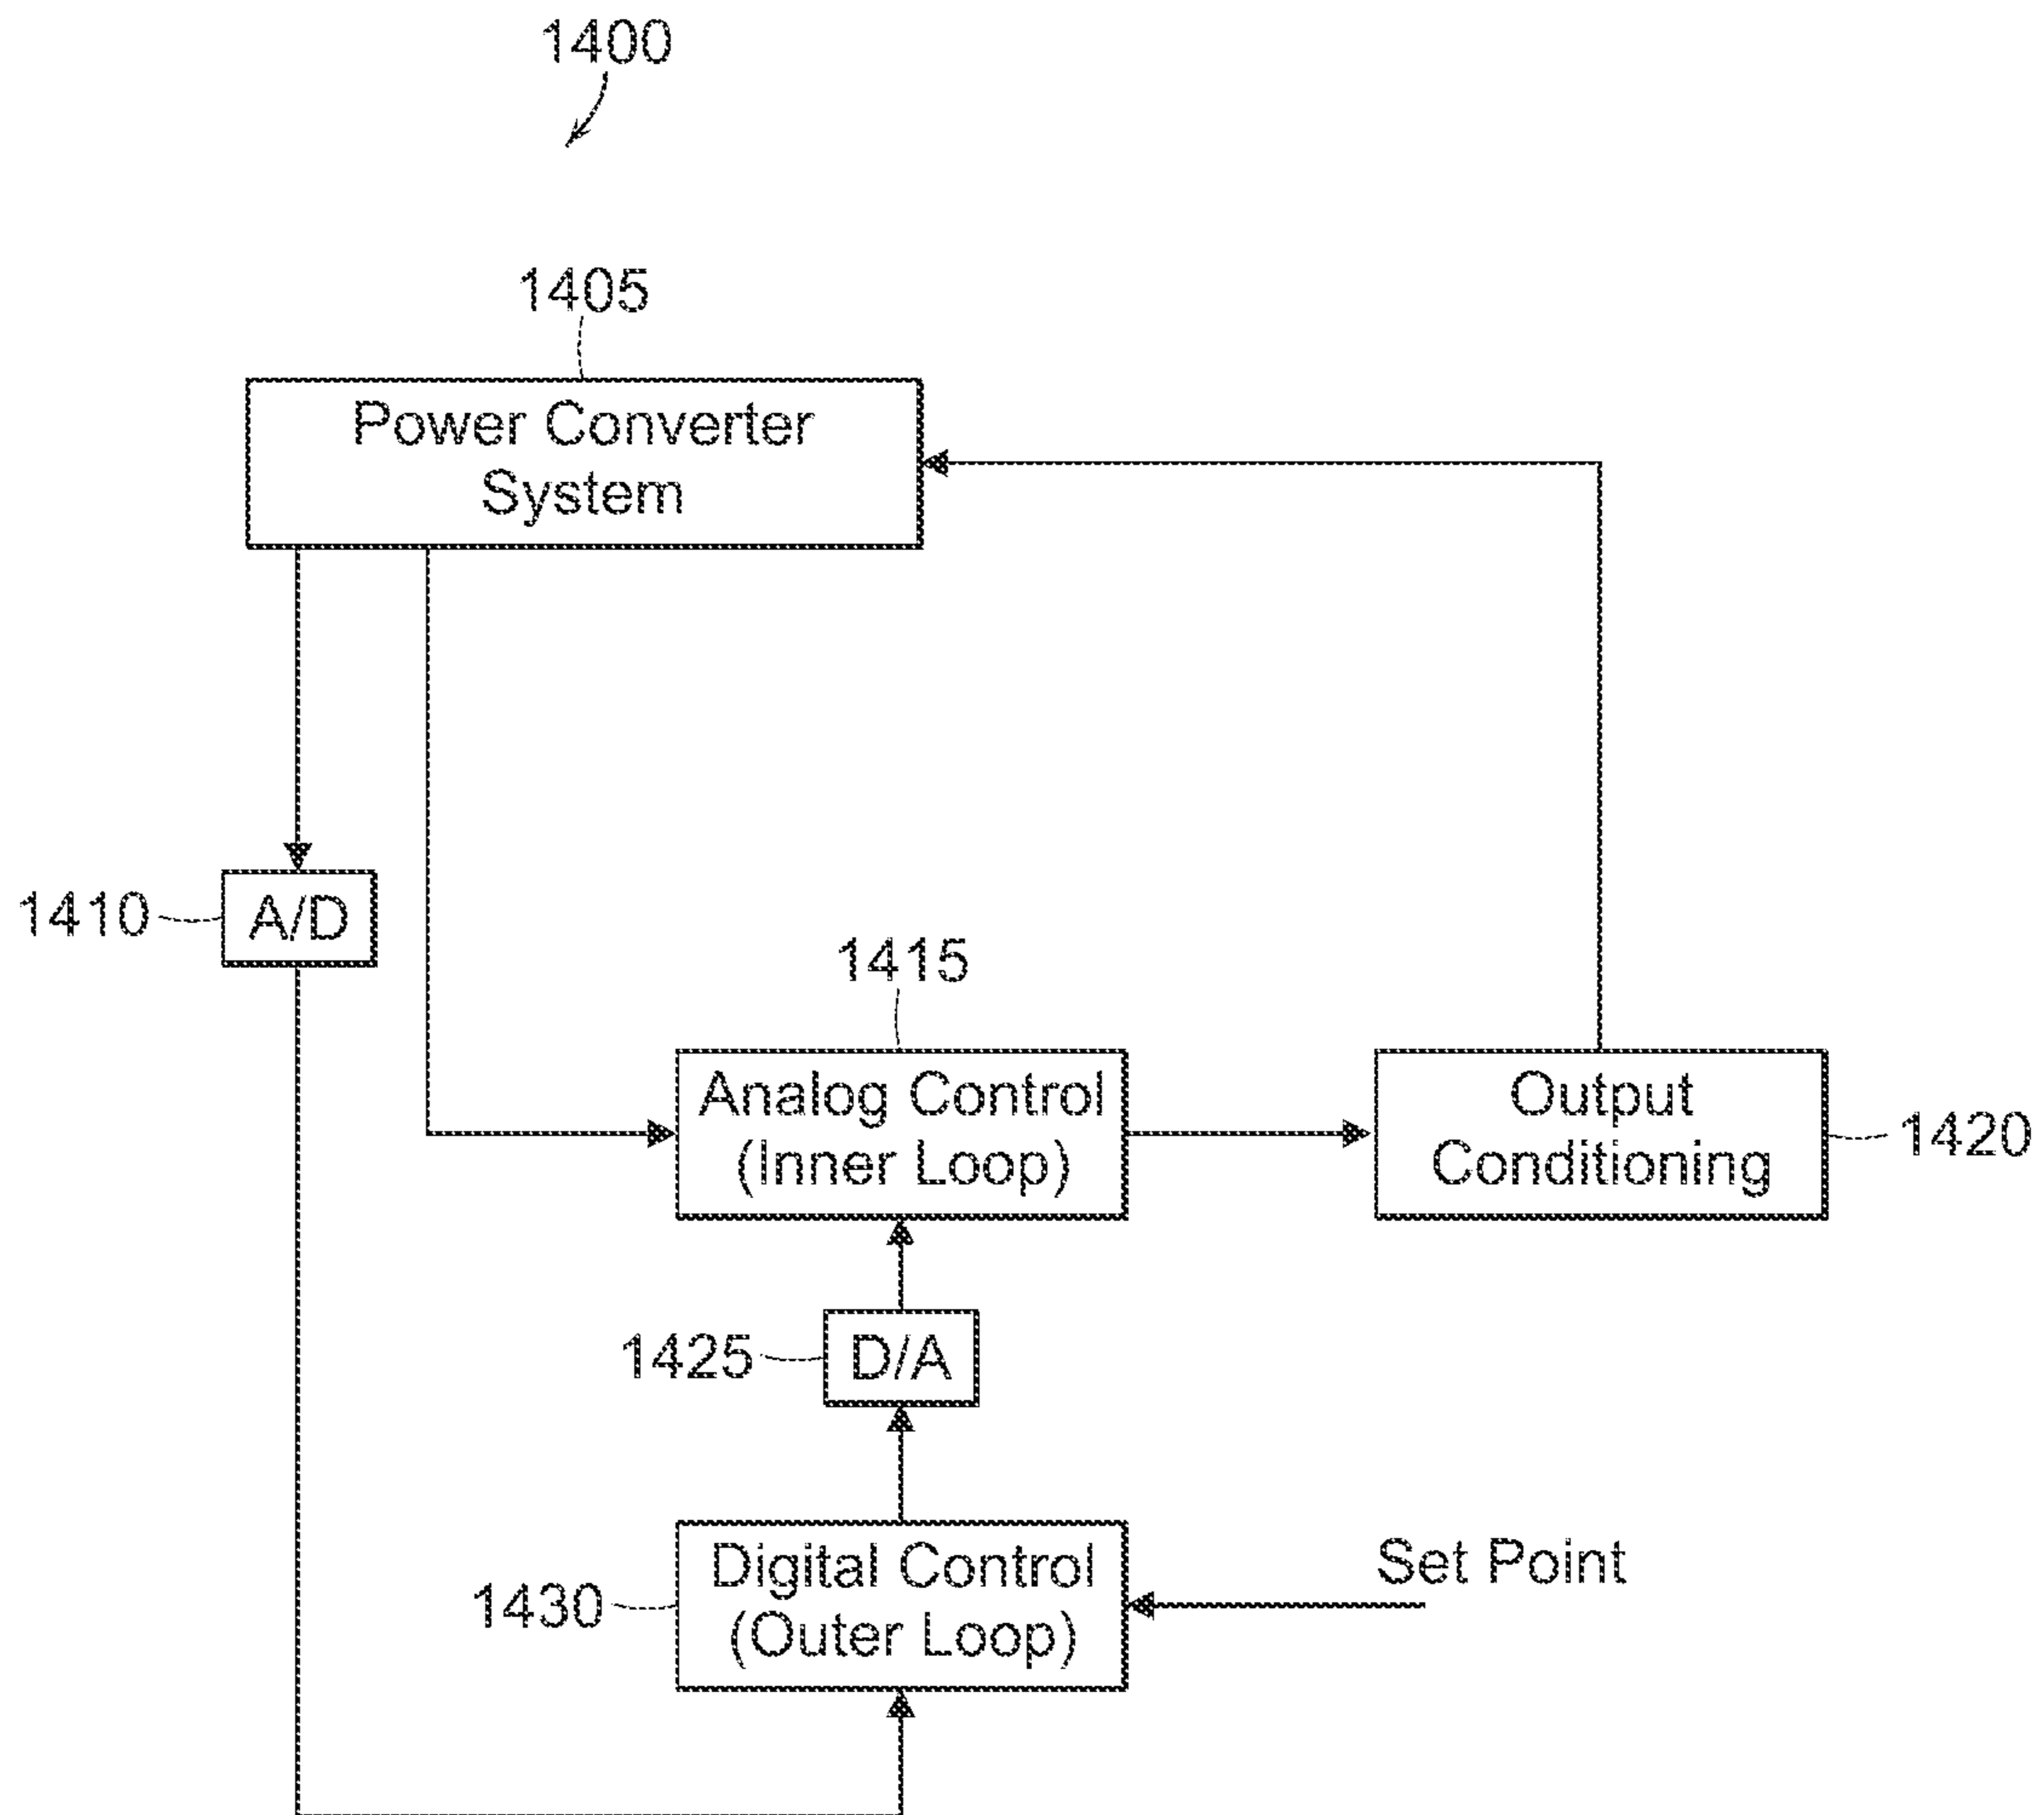 1400
1405
Power Converter
System
1410
A/D
1415
Analog Control
(Inner Loop)
Output
Conditioning
1420
1425
D/A
Digital Control
(Outer Loop)
1430
Set Point